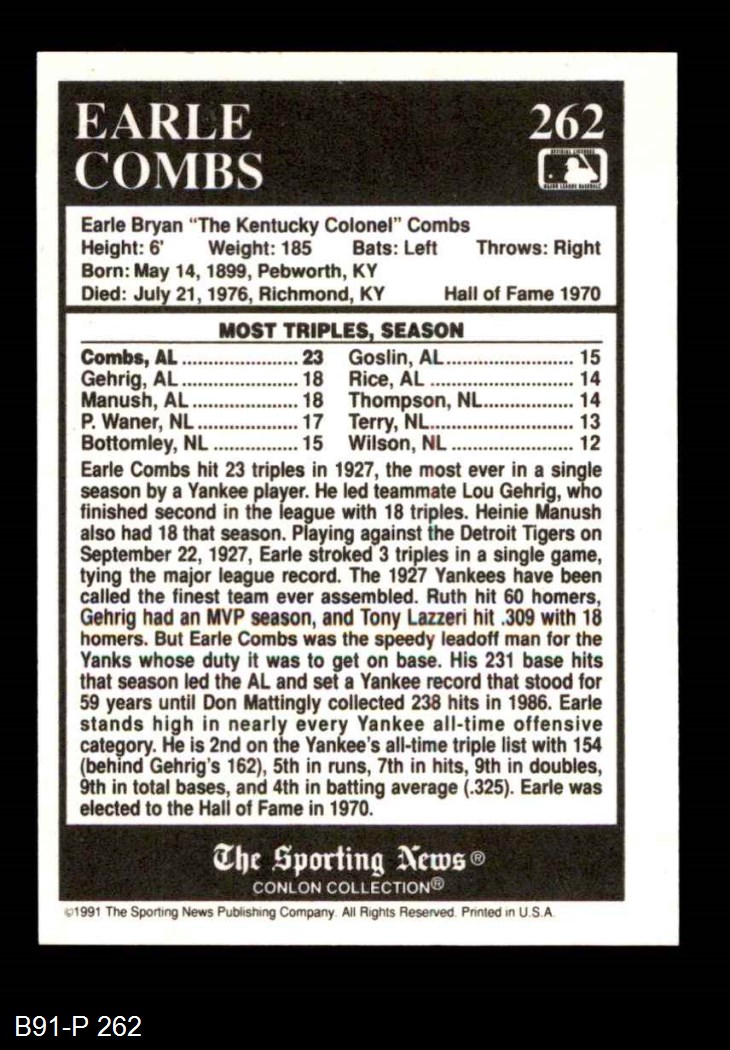 EARLE 262
COMBS
OFFICIAL LICENSEE
MAJOR LEAGUE BASEBALL
Earle Bryan “The Kentucky Colonel” Combs
Height: 6' Weight: 185 Bats: Left Throws: Right
Born: May 14, 1899, Pebworth, KY
Died: July 21, 1976, Richmond, KY Hall of Fame 1970
MOST TRIPLES, SEASON
Combs, AL .................... 23 Goslin, AL ...................... 15
Gehrig, AL .................... 18 Rice, AL ......................... 14
Manush, AL ................... 18 Thompson, NL ................ 14
P. Waner, NL .................. 17 Terry, NL ......................... 13
Bottomley, NL ................ 15 Wilson, NL ..................... 12
Earle Combs hit 23 triples in 1927, the most ever in a single
season by a Yankee player. He led teammate Lou Gehrig, who
finished second in the league with 18 triples. Heinie Manush
also had 18 that season. Playing against the Detroit Tigers on
September 22, 1927, Earle stroked 3 triples in a single game,
tying the major league record. The 1927 Yankees have been
called the finest team ever assembled. Ruth hit 60 homers,
Gehrig had an MVP season, and Tony Lazzeri hit .309 with 18
homers. But Earle Combs was the speedy leadoff man for the
Yanks whose duty it was to get on base. His 231 base hits
that season led the AL and set a Yankee record that stood for
59 years until Don Mattingly collected 238 hits in 1986. Earle
stands high in nearly every Yankee all-time offensive
category. He is 2nd on the Yankee's all-time triple list with 154
(behind Gehrig's 162), 5th in runs, 7th in hits, 9th in doubles,
9th in total bases, and 4th in batting average (.325). Earle was
elected to the Hall of Fame in 1970.
The Sporting News®
CONLON COLLECTION®
©1991 The Sporting News Publishing Company. All Rights Reserved. Printed in U.S.A.
B91-P 262